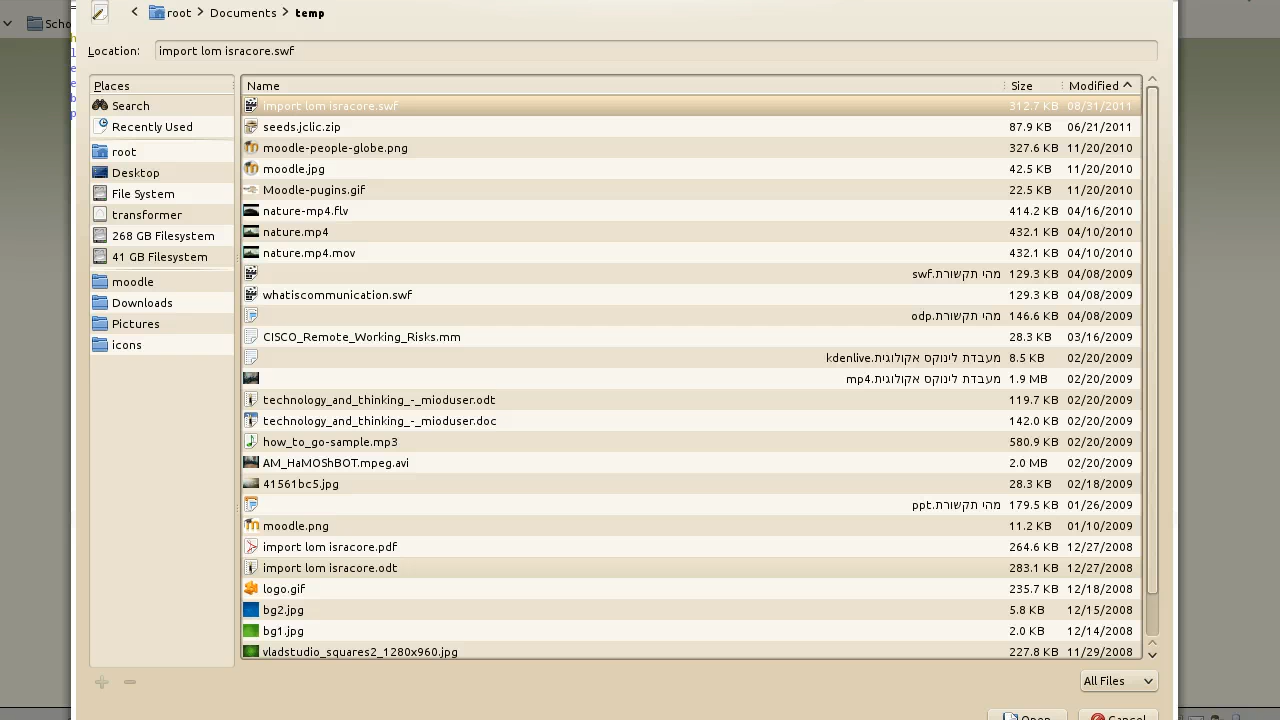 Scho
root Documents temp
Location: import lom isracore.swf
Places
Search
Recently Used
root
Desktop
File System
transformer
268 GB Filesystem
41 GB Filesystem
moodle
Downloads
Pictures
icons
Name Size Modified
import lom isracore.swf 312.7 KB 08/31/2011
seeds.jclic.zip 87.9 KB 06/21/2011
moodle-people-globe.png 327.6 KB 11/20/2010
moodle.jpg 42.5 KB 11/20/2010
Moodle-pugins.gif 22.5 KB 11/20/2010
nature-mp4.flv 414.2 KB 04/16/2010
nature.mp4 432.1 KB 04/10/2010
nature.mp4.mov 432.1 KB 04/10/2010
מהי תקשורת.swf 129.3 KB 04/08/2009
whatiscommunication.swf 129.3 KB 04/08/2009
מהי תקשורת.odp 146.6 KB 04/08/2009
CISCO_Remote_Working_Risks.mm 28.3 KB 03/16/2009
מעבדת לינוקס אקולוגית.kdenlive 8.5 KB 02/20/2009
מעבדת לינוקס אקולוגית.mp4 1.9 MB 02/20/2009
technology_and_thinking_-_mioduser.odt 119.7 KB 02/20/2009
technology_and_thinking_-_mioduser.doc 142.0 KB 02/20/2009
how_to_go-sample.mp3 580.9 KB 02/20/2009
AM_HaMOShBOT.mpeg.avi 2.0 MB 02/20/2009
41561bc5.jpg 28.3 KB 02/18/2009
מהי תקשורת.ppt 179.5 KB 01/26/2009
moodle.png 11.2 KB 01/10/2009
import lom isracore.pdf 264.6 KB 12/27/2008
import lom isracore.odt 283.1 KB 12/27/2008
logo.gif 235.7 KB 12/18/2008
bg2.jpg 5.8 KB 12/15/2008
bg1.jpg 2.0 KB 12/14/2008
vladstudio_squares2_1280x960.jpg 227.8 KB 11/29/2008
All Files
Open Cancel